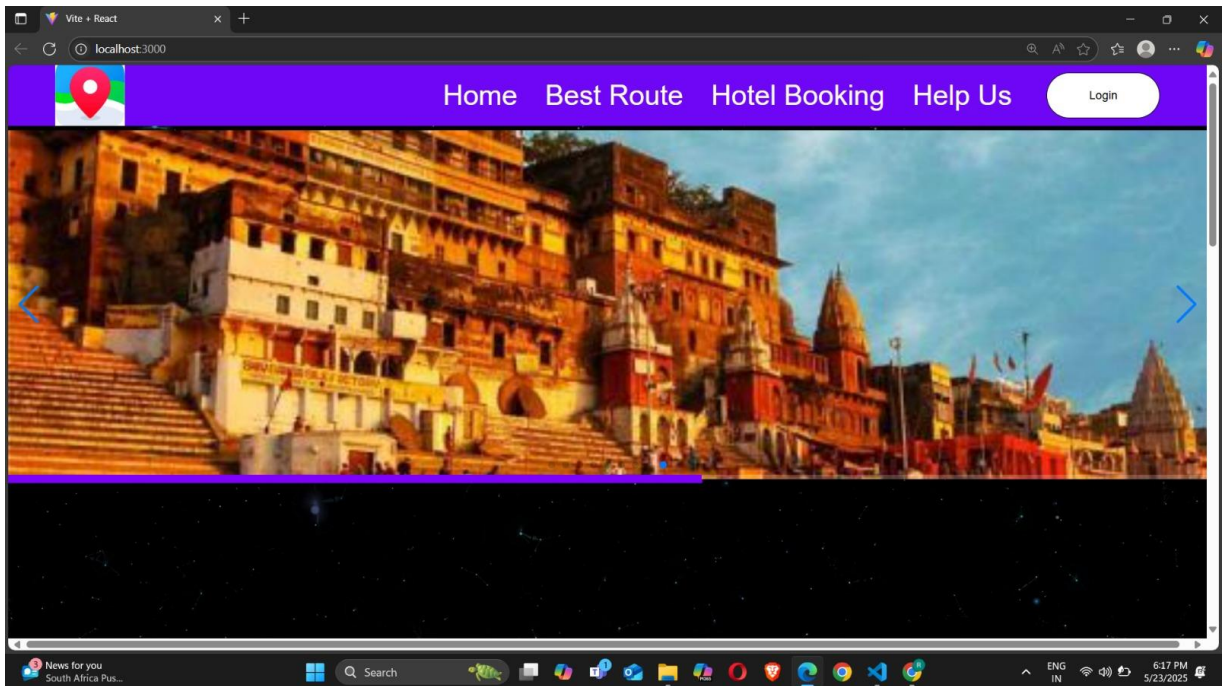 Vite + React
localhost:3000
Home Best Route Hotel Booking Help Us Login
3 News for you
South Africa Pus...
Search
ENG
IN
6:17 PM
5/23/2025